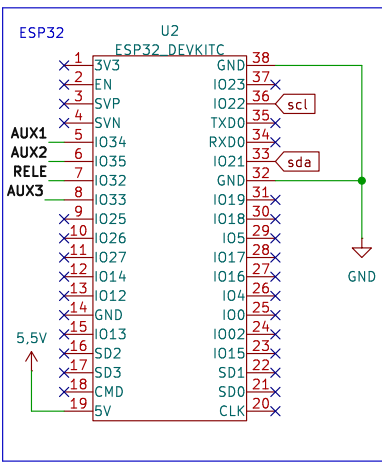 ESP32
U2
ESP32_DEVKITC
1 3V3 GND 38
2 EN IO23 37
3 SVP IO22 36 scl
4 SVN TXD0 35
AUX1 5 IO34 RXD0 34
AUX2 6 IO35 IO21 33 sda
RELE 7 IO32 GND 32
AUX3 8 IO33 IO19 31
9 IO25 IO18 30
10 IO26 IO5 29
11 IO27 IO17 28
12 IO14 IO16 27
13 IO12 IO4 26
GND
14 GND IO0 25
15 IO13 IO02 24
5,5V
16 SD2 IO15 23
17 SD3 SD1 22
18 CMD SD0 21
19 5V CLK 20